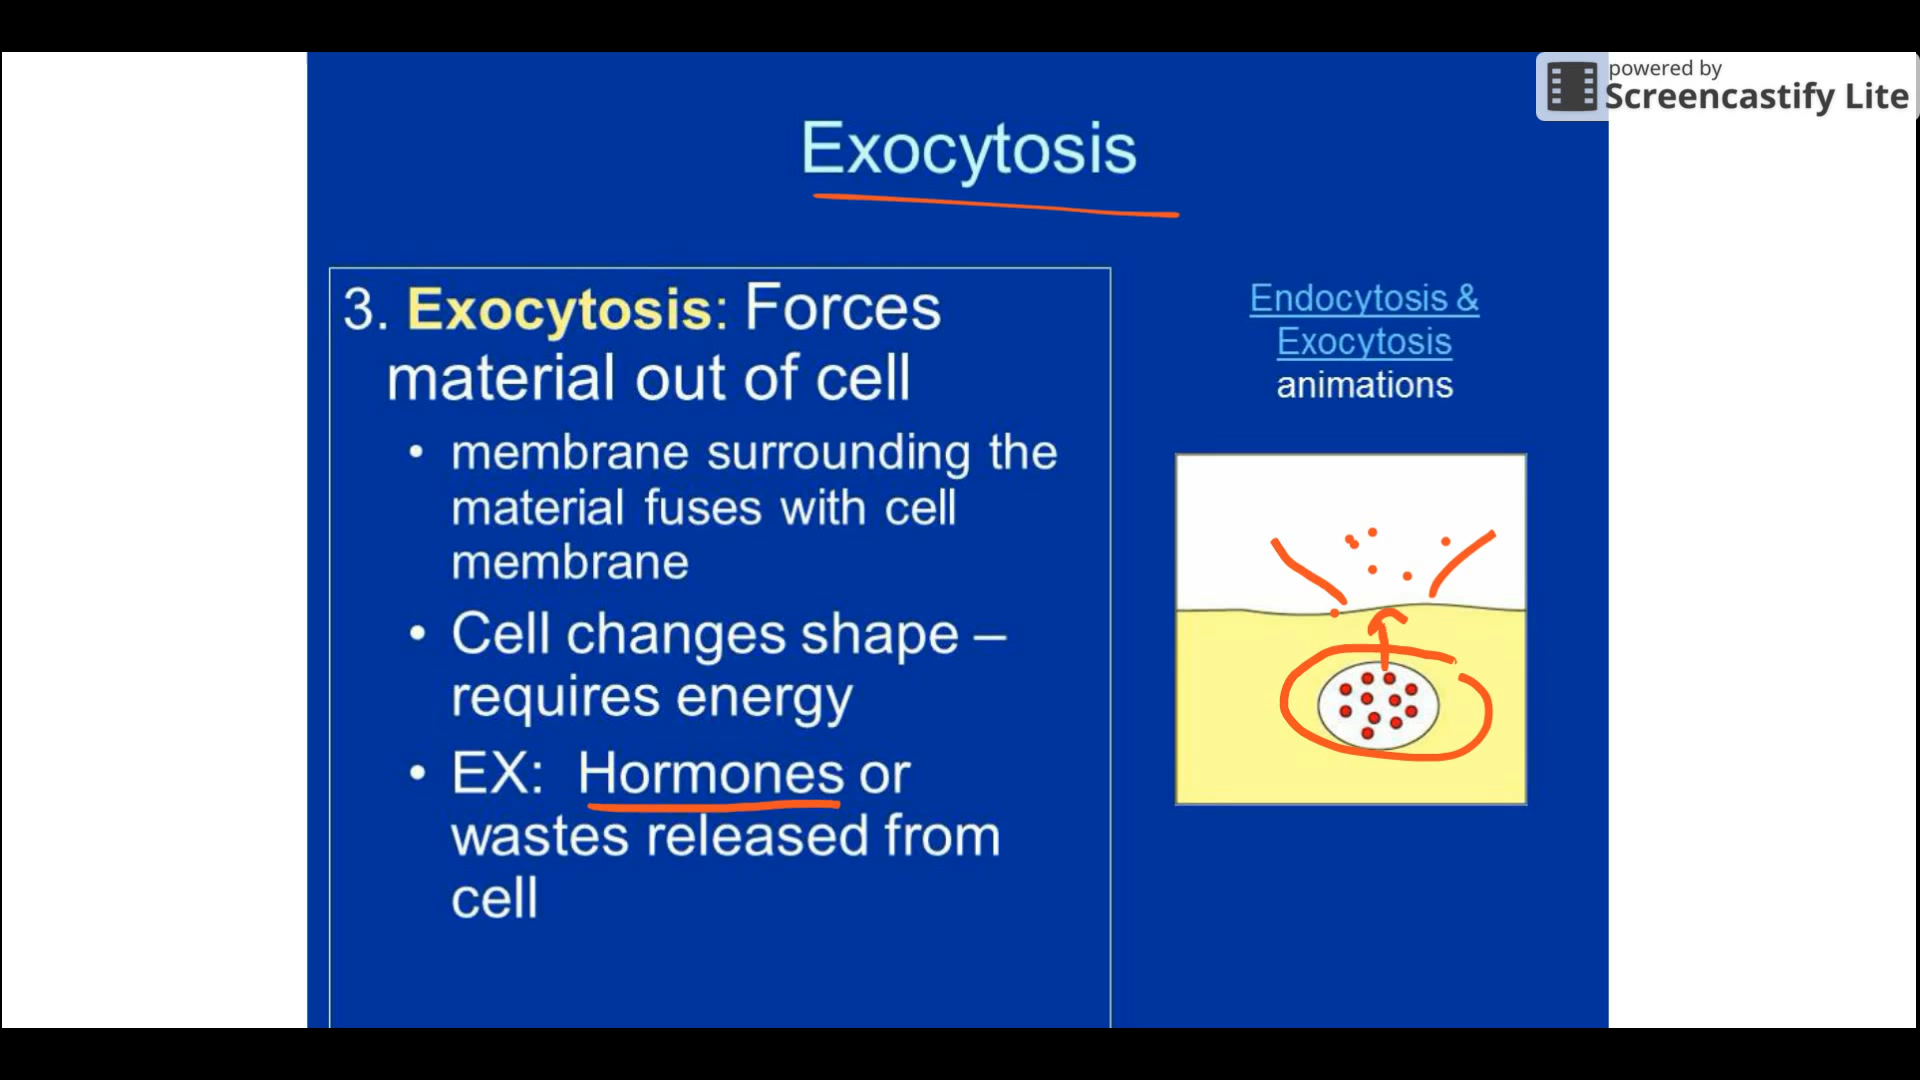 powered by
Screencastify Lite
Exocytosis
3. Exocytosis: Forces
material out of cell
• membrane surrounding the
material fuses with cell
membrane
• Cell changes shape –
requires energy
• EX: Hormones or
wastes released from
cell
Endocytosis &
Exocytosis
animations